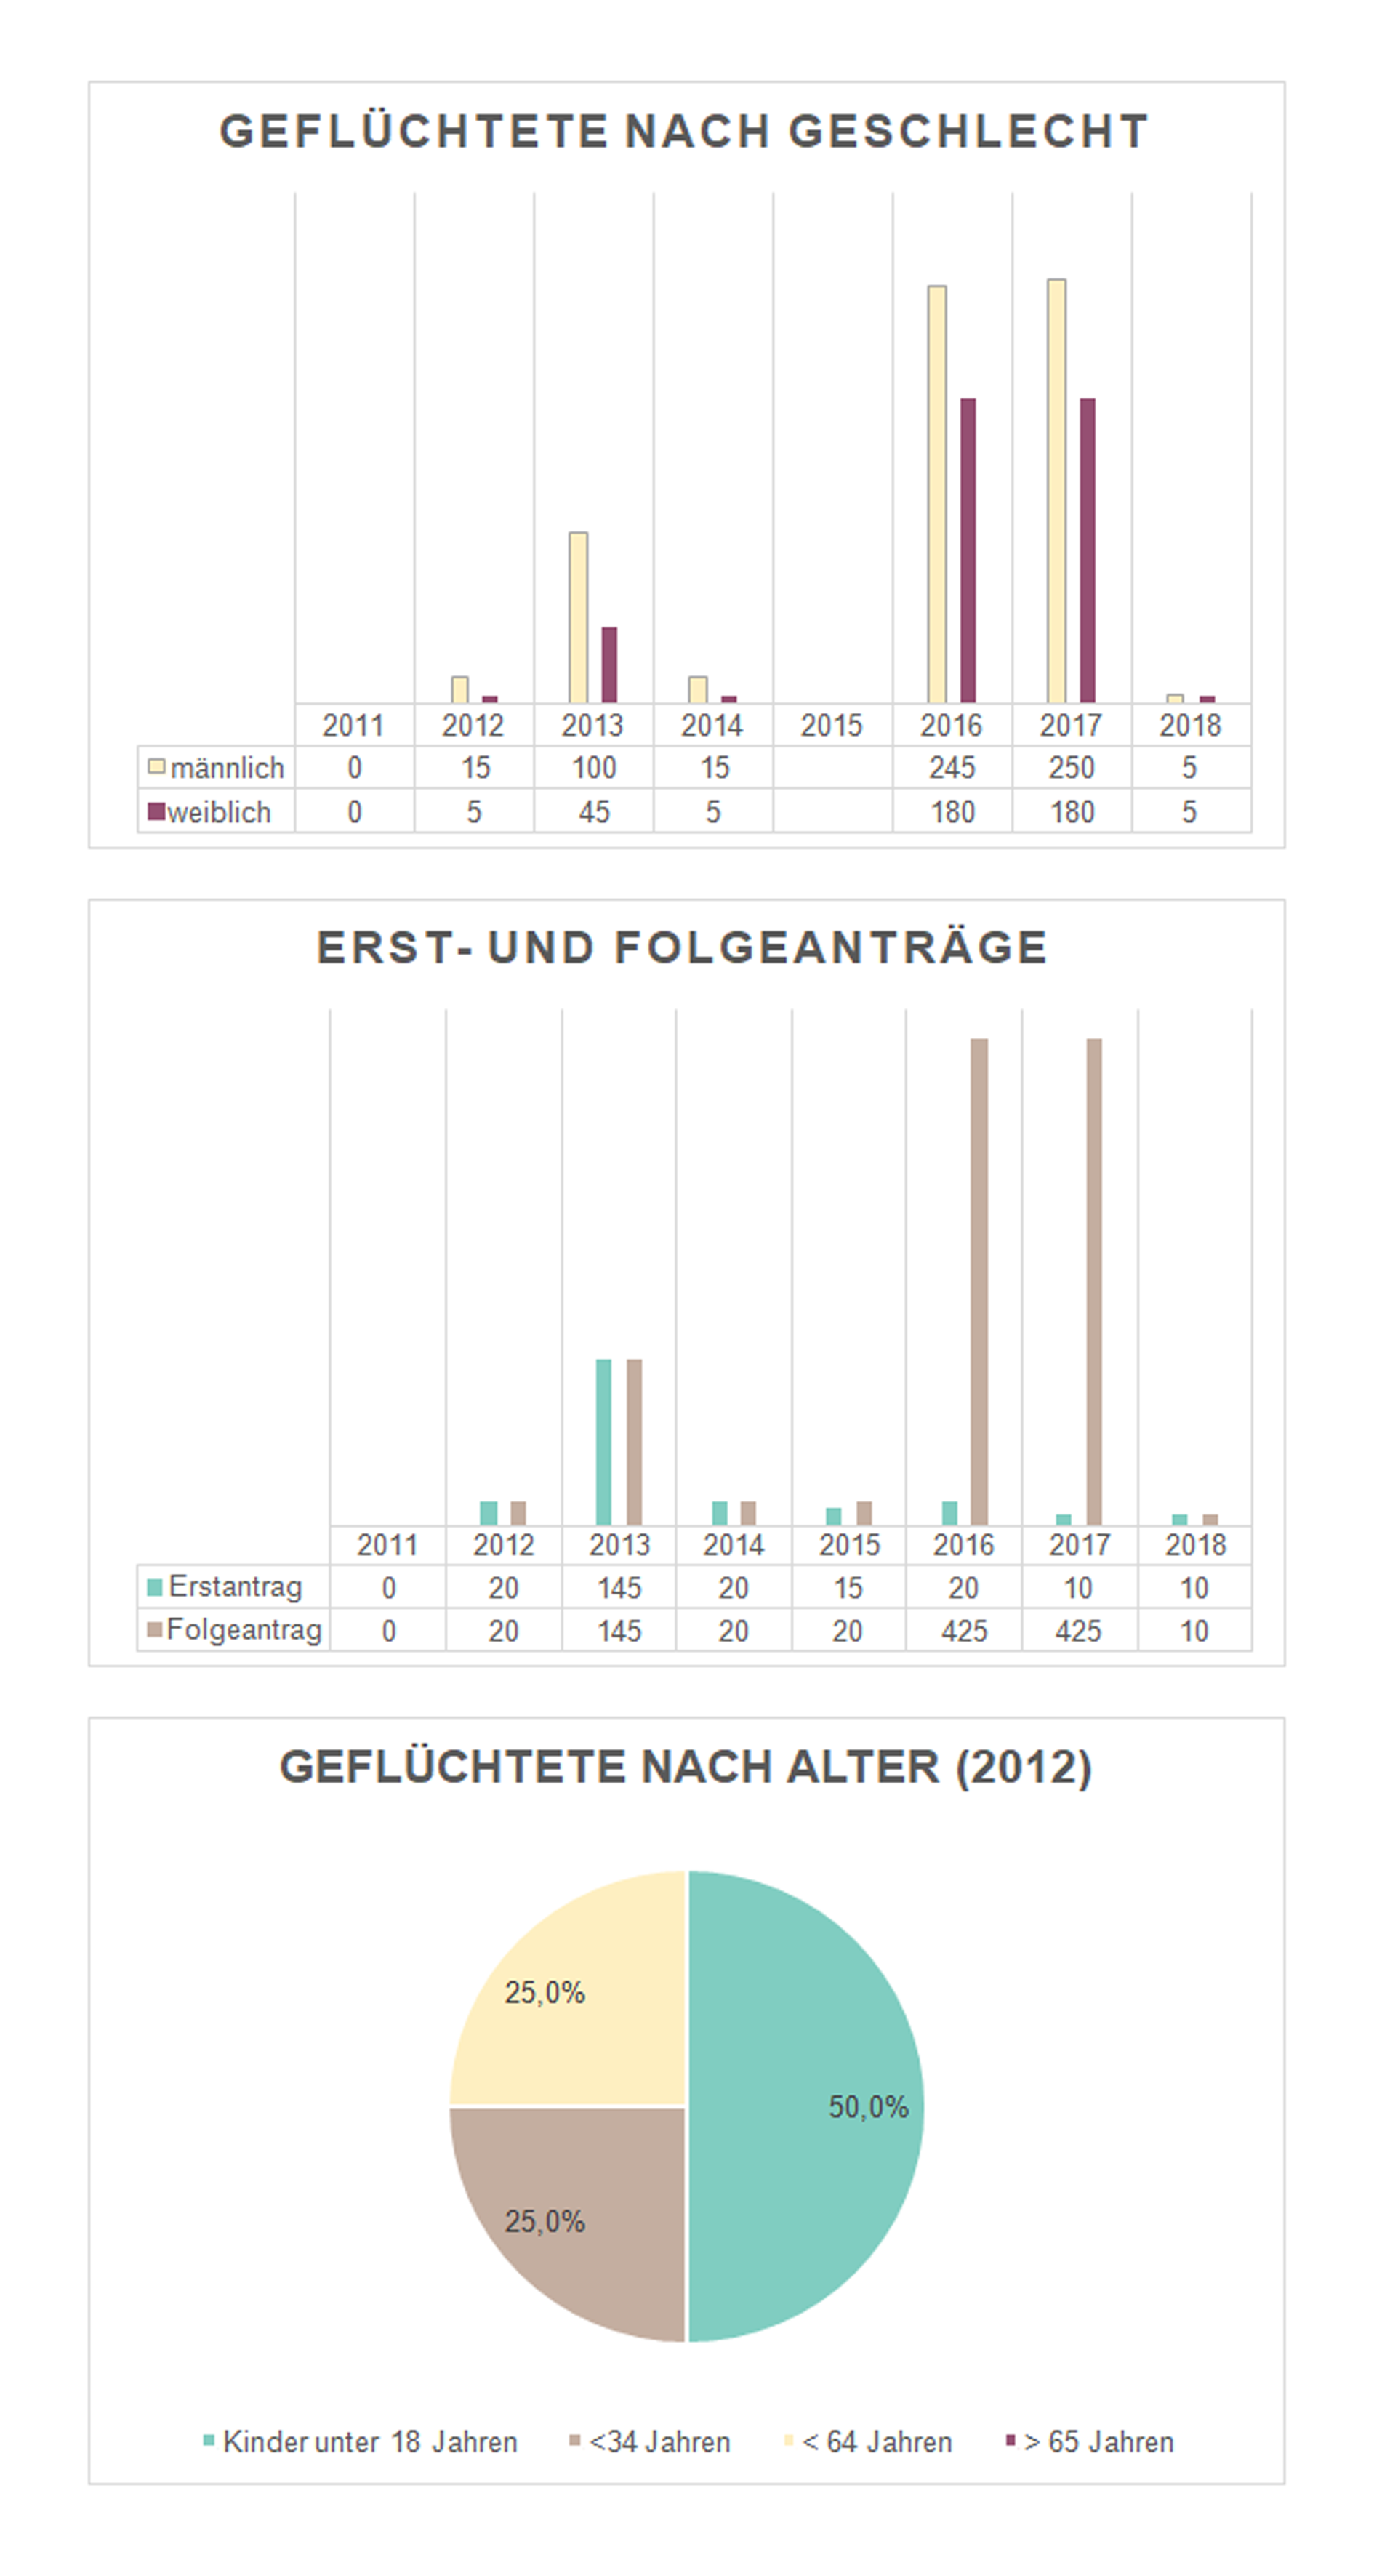 GEFLÜCHTETE NACH GESCHLECHT
2011 2012 2013 2014 2015 2016 2017 2018
männlich 0 15 100 15 245 250 5
weiblich 0 5 45 5 180 180 5
ERST- UND FOLGEANTRÄGE
2011 2012 2013 2014 2015 2016 2017 2018
Erstantrag 0 20 145 20 15 20 10 10
Folgeantrag 0 20 145 20 20 425 425 10
GEFLÜCHTETE NACH ALTER (2012)
25,0%
50,0%
25,0%
Kinder unter 18 Jahren <34 Jahren < 64 Jahren > 65 Jahren